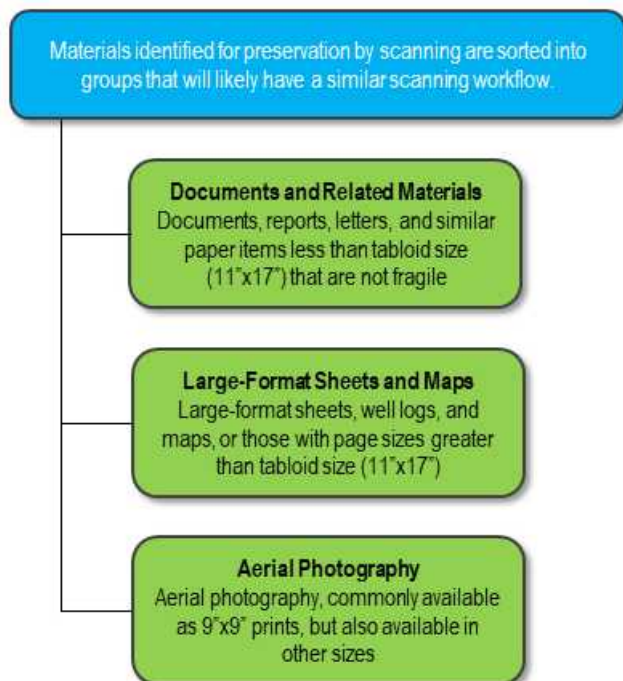 Materials identified for preservation by scanning are sorted into
groups that will likely have a similar scanning workflow.
Documents and Related Materials
Documents, reports, letters, and similar
paper items less than tabloid size
(11"x17") that are not fragile
Large-Format Sheets and Maps
Large-format sheets, well logs, and
maps, or those with page sizes greater
than tabloid size (11"x17")
Aerial Photography
Aerial photography, commonly available
as 9"x9" prints, but also available in
other sizes